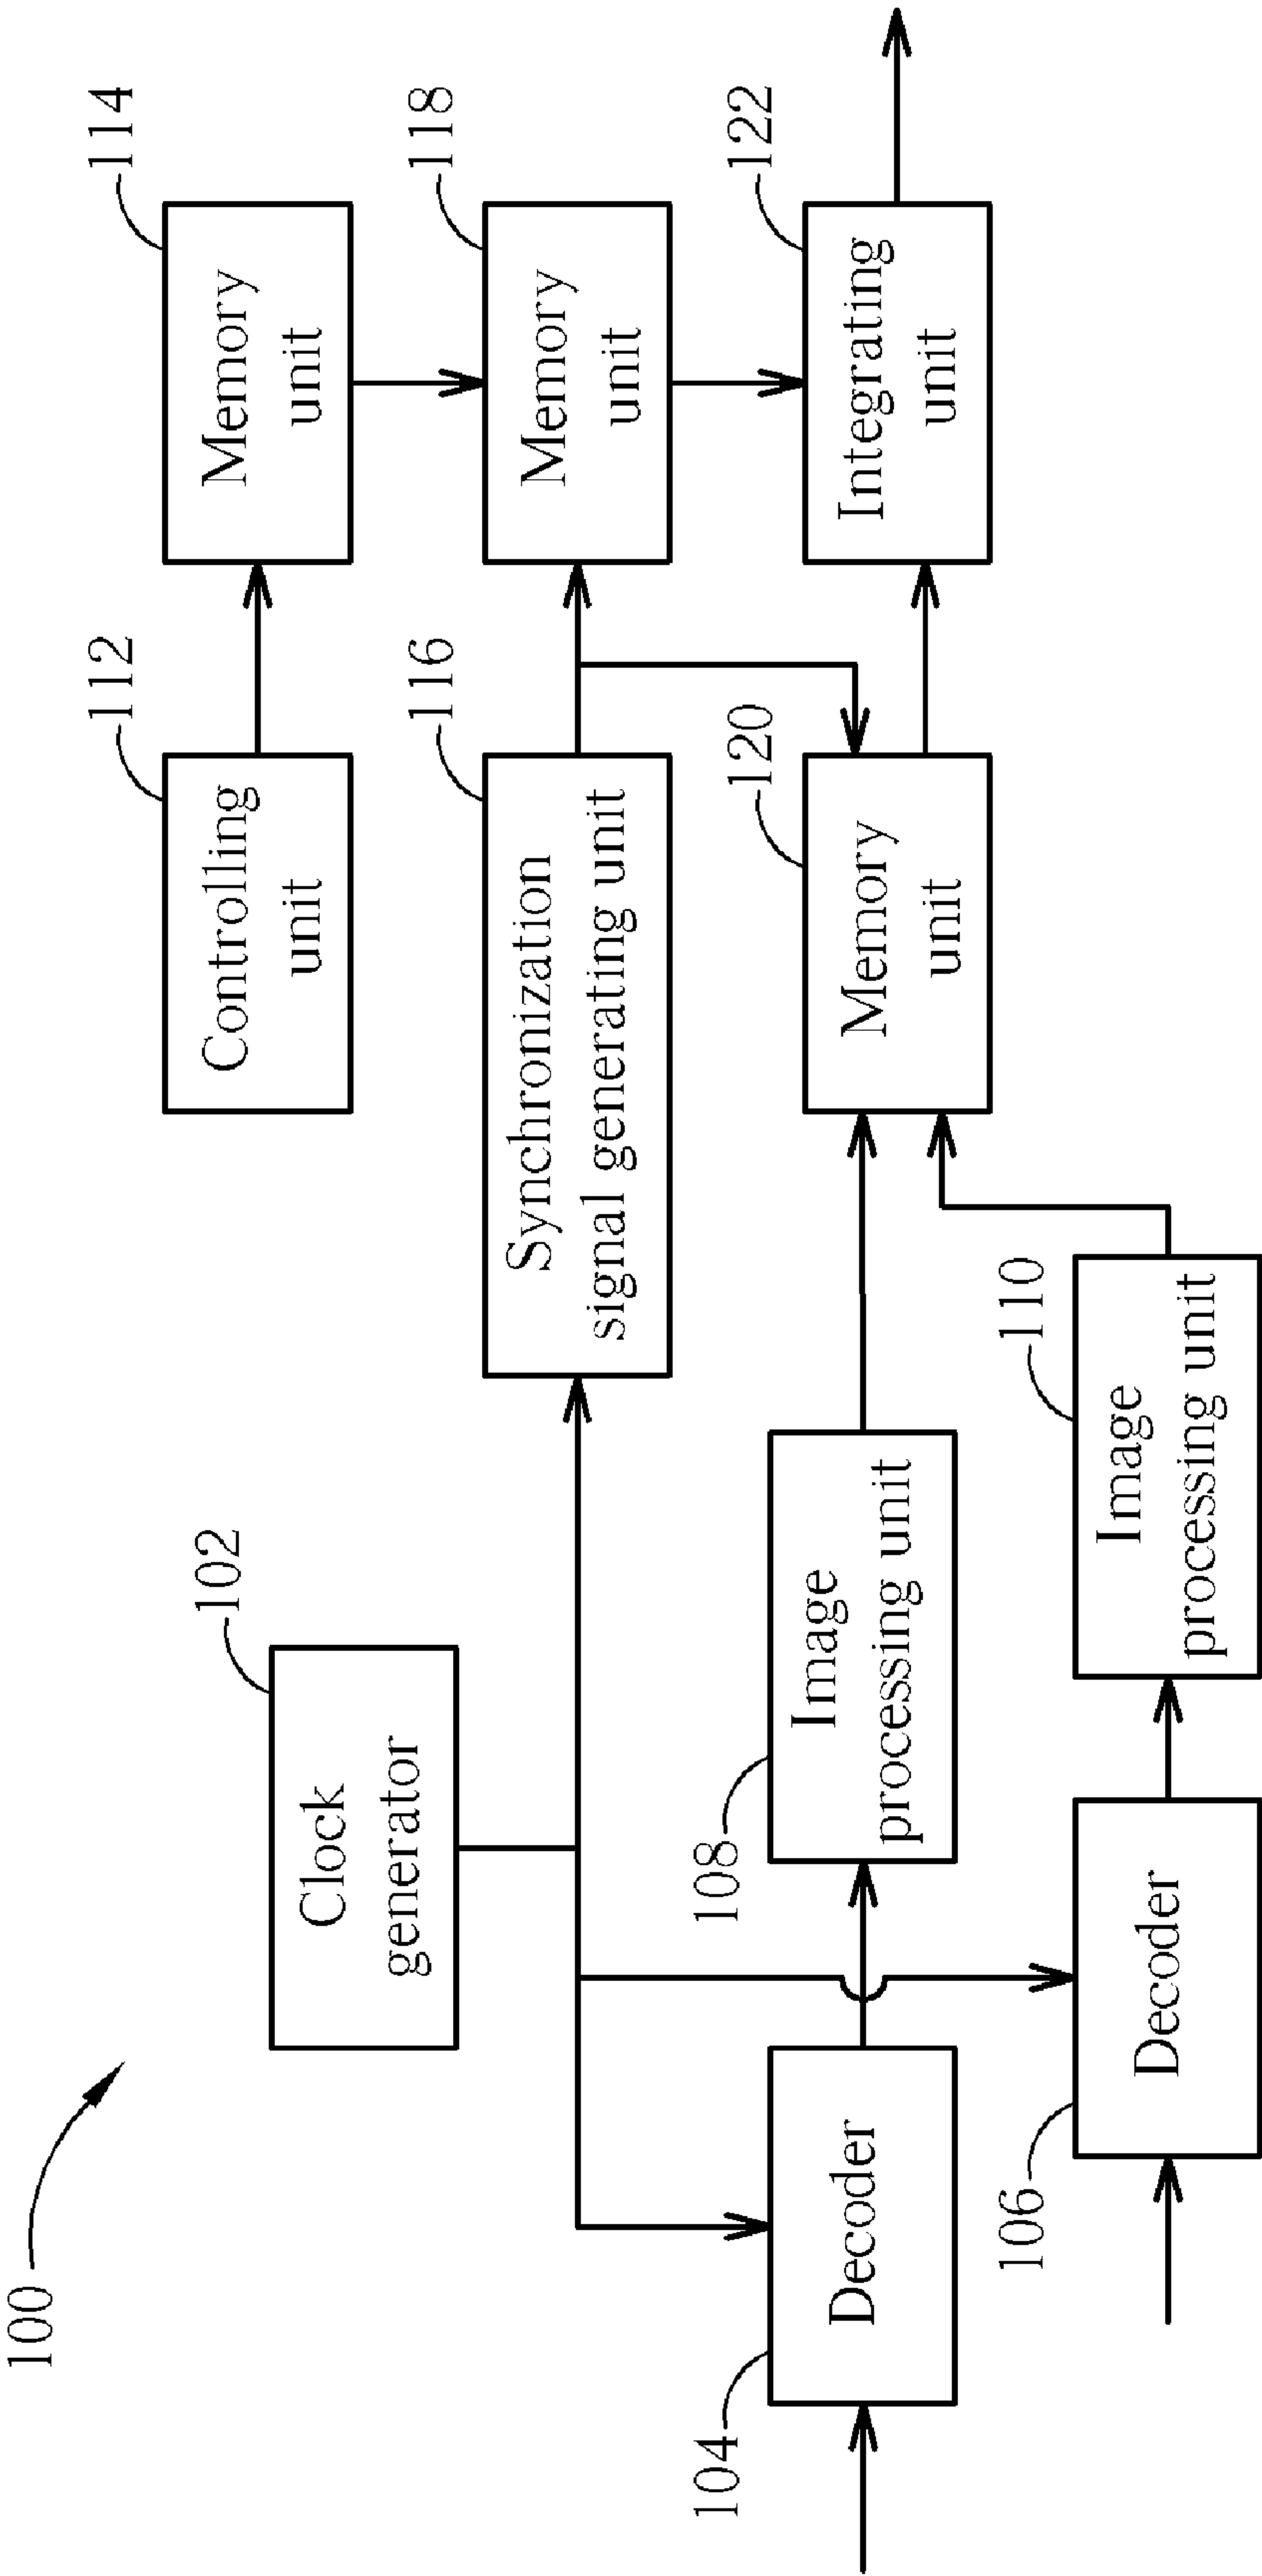 100
102
Clock
generator
112
Controlling
unit
114
Memory
unit
116
Synchronization
signal generating unit
118
Memory
unit
104
Decoder
108
Image
processing unit
120
Memory
unit
122
Integrating
unit
106
Decoder
110
Image
processing unit